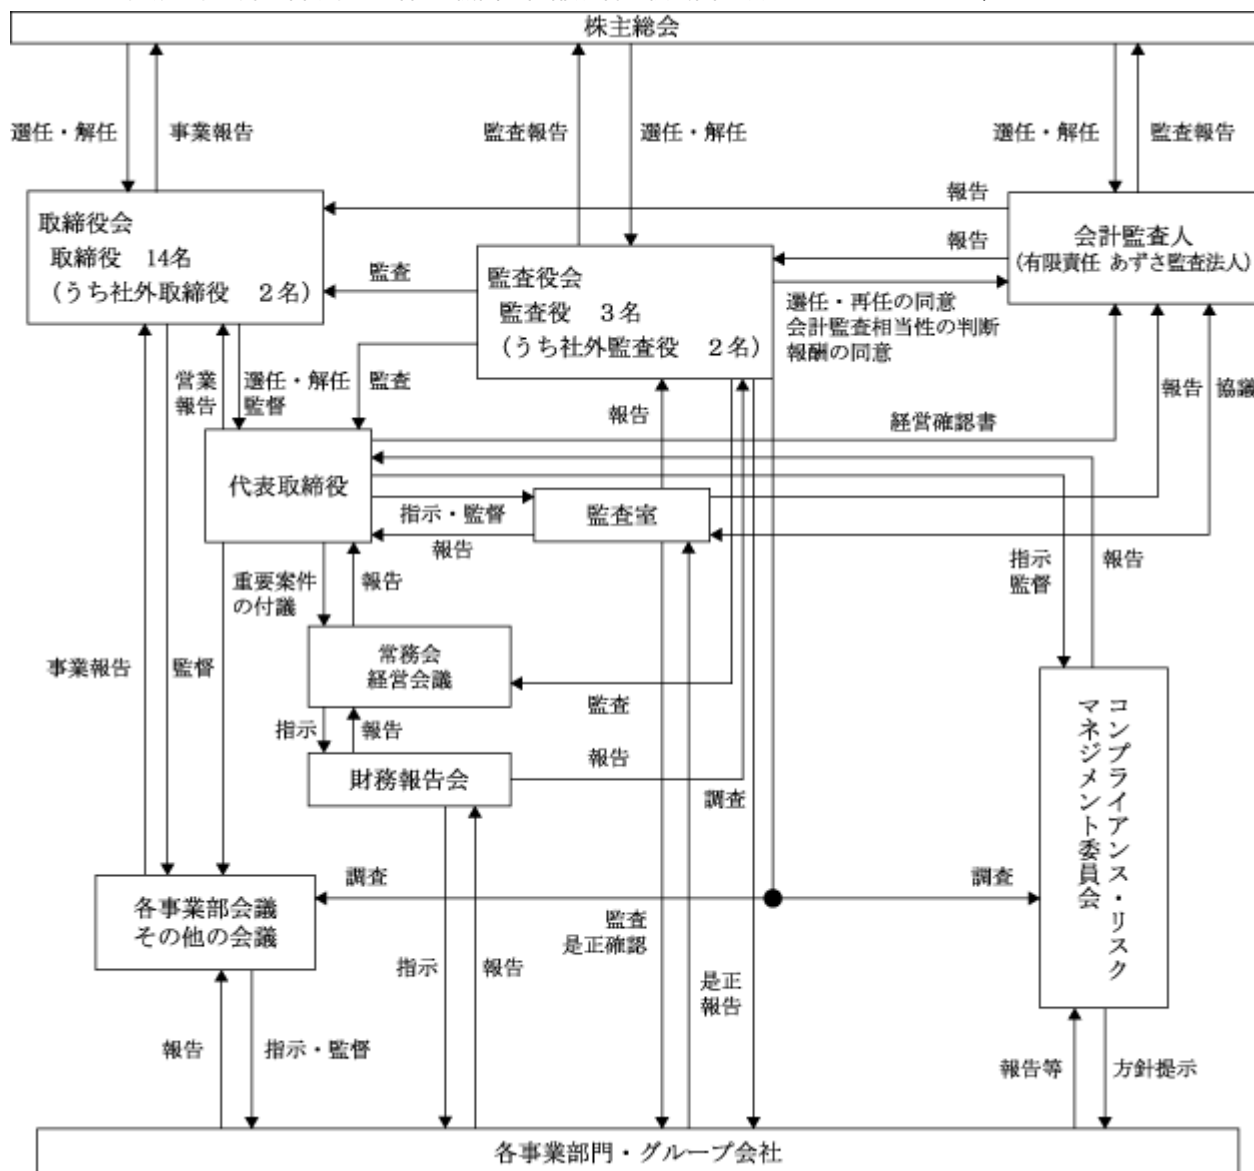 株主総会
選任・解任
事業報告
監査報告
選任・解任
選任・解任
監査報告
取締役会
取締役 14名
(うち社外取締役 2名)
報告
会計監査人
(有限責任 あずさ監査法人)
報告
監査
監査役会
監査役 3名
(うち社外監査役 2名)
選任・再任の同意
会計監査相当性の判断
報酬の同意
営業
報告
選任・解任
監督
監査
報告
経営確認書
報告
協議
代表取締役
指示・監督
監査室
報告
重要案件
の付議
報告
指示
監督
報告
常務会
経営会議
監査
事業報告
監督
指示
報告
財務報告会
報告
調査
コンプライアンス・リスク
マネジメント委員会
各事業部会議
その他の会議
調査
調査
監査
是正確認
指示
報告
是正
報告
報告
指示・監督
報告等
方針提示
各事業部門・グループ会社